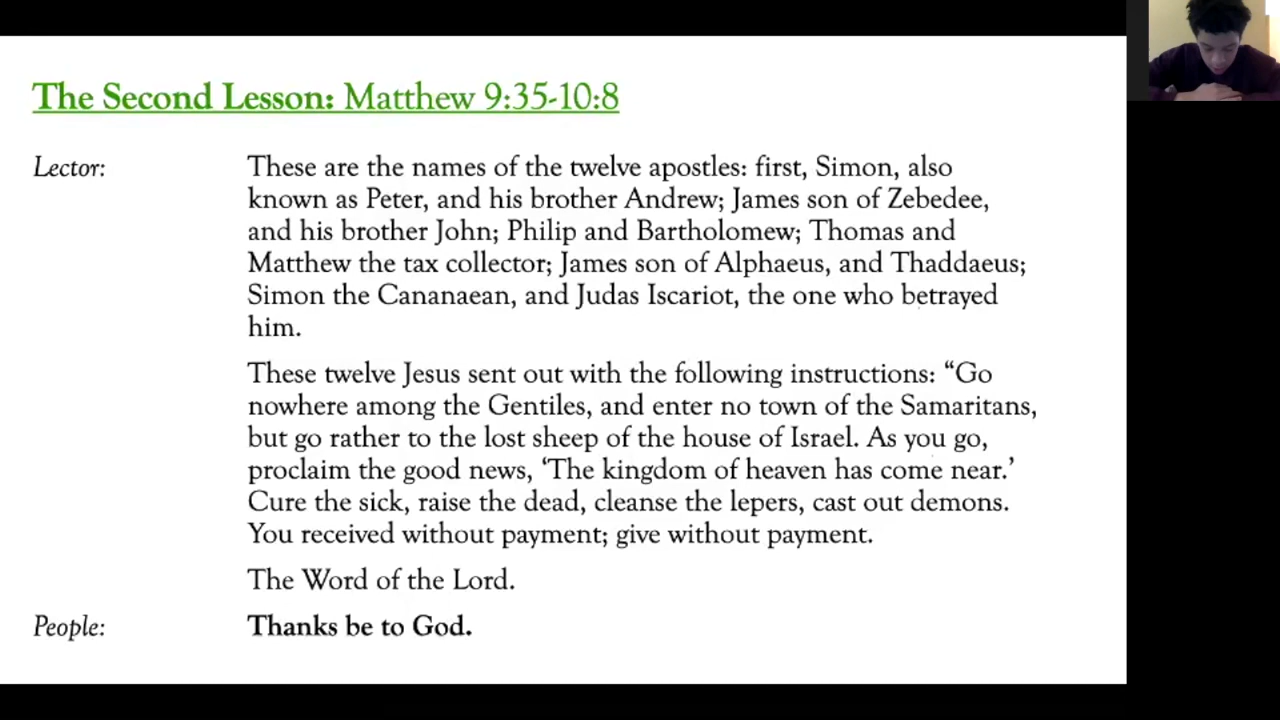 The Second Lesson: Matthew 9:35-10:8
Lector: These are the names of the twelve apostles: first, Simon, also
known as Peter, and his brother Andrew; James son of Zebedee,
and his brother John; Philip and Bartholomew; Thomas and
Matthew the tax collector; James son of Alphaeus, and Thaddaeus;
Simon the Cananaean, and Judas Iscariot, the one who betrayed
him.
These twelve Jesus sent out with the following instructions: “Go
nowhere among the Gentiles, and enter no town of the Samaritans,
but go rather to the lost sheep of the house of Israel. As you go,
proclaim the good news, ‘The kingdom of heaven has come near.’
Cure the sick, raise the dead, cleanse the lepers, cast out demons.
You received without payment; give without payment.
The Word of the Lord.
People: Thanks be to God.